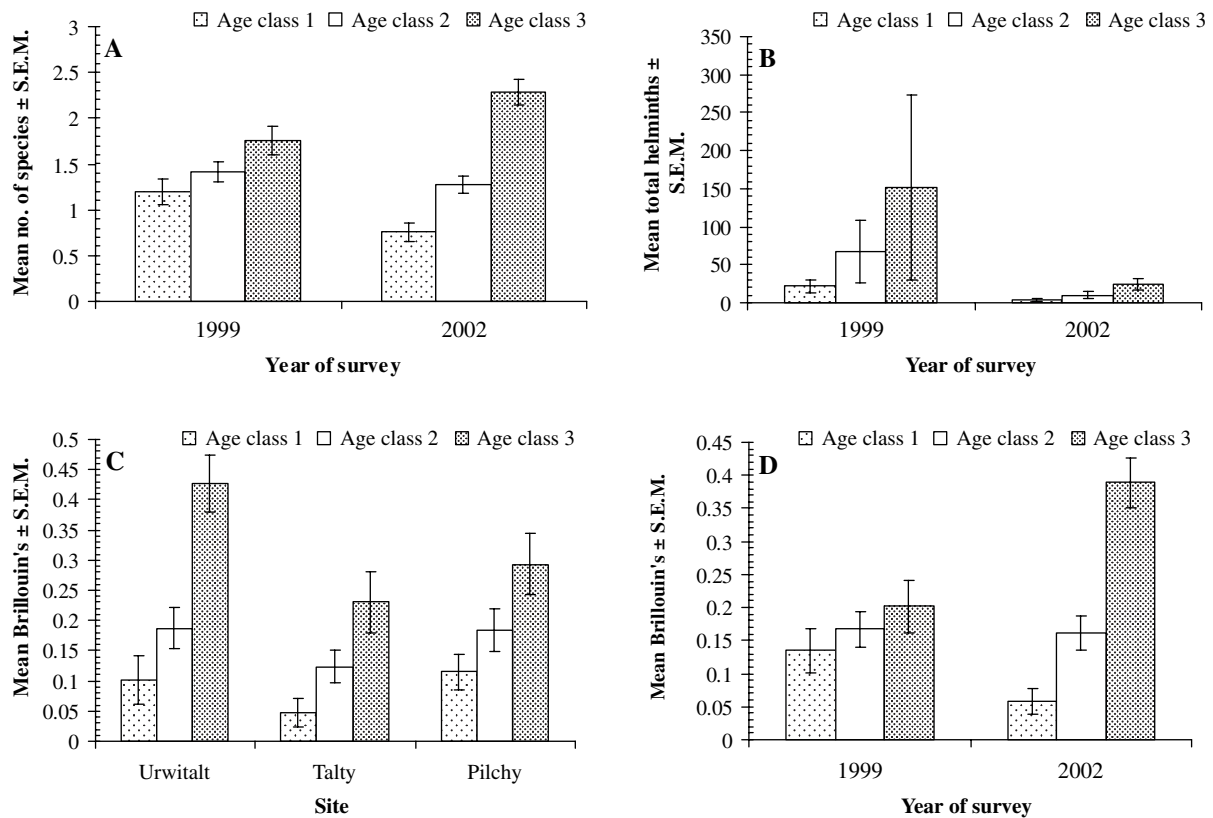 Age class 1 Age class 2 Age class 3
A
Mean no. of species ± S.E.M.
3
2.5
2
1.5
1
0.5
0
1999 2002
Year of survey
Age class 1 Age class 2 Age class 3
B
Mean total helminths ±
S.E.M.
350
300
250
200
150
100
50
0
1999 2002
Year of survey
Age class 1 Age class 2 Age class 3
C
Mean Brillouin's ± S.E.M.
0.5
0.45
0.4
0.35
0.3
0.25
0.2
0.15
0.1
0.05
0
Urwitalt Talty Pilchy
Site
Age class 1 Age class 2 Age class 3
D
Mean Brillouin's ± S.E.M.
0.45
0.4
0.35
0.3
0.25
0.2
0.15
0.1
0.05
0
1999 2002
Year of survey